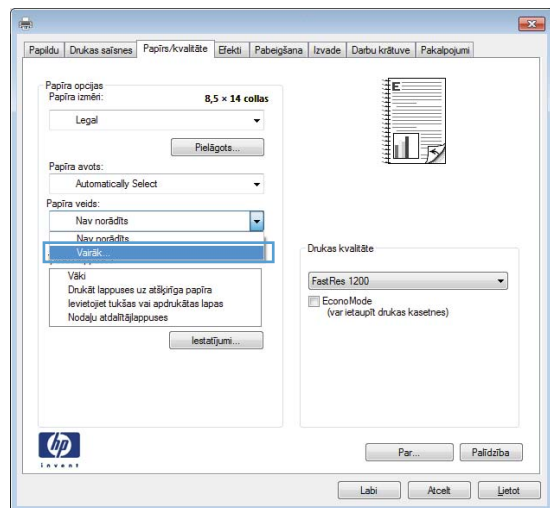 Papildu Drukas saīsnes Papīrs/kvalitāte Efekti Pabeigšana Izvade Darbu krātuve Pakalpojumi
Papīra opcijas
Papīra izmēri: 8,5 × 14 collas
Legal
Pielāgots...
Papīra avots:
Automatically Select
Papīra veids:
Nav norādīts
Nav norādīts
Vairāk...
Vāki
Drukāt lappuses uz atšķirīga papīra
Ievietojiet tukšas vai apdrukātas lapas
Nodaļu atdalītājlappuses
Iestatījumi...
E
Drukas kvalitāte
FastRes 1200
EconoMode
(var ietaupīt drukas kasetnes)
hp
invent
Par... Palīdzība
Labi Atcelt Lietot